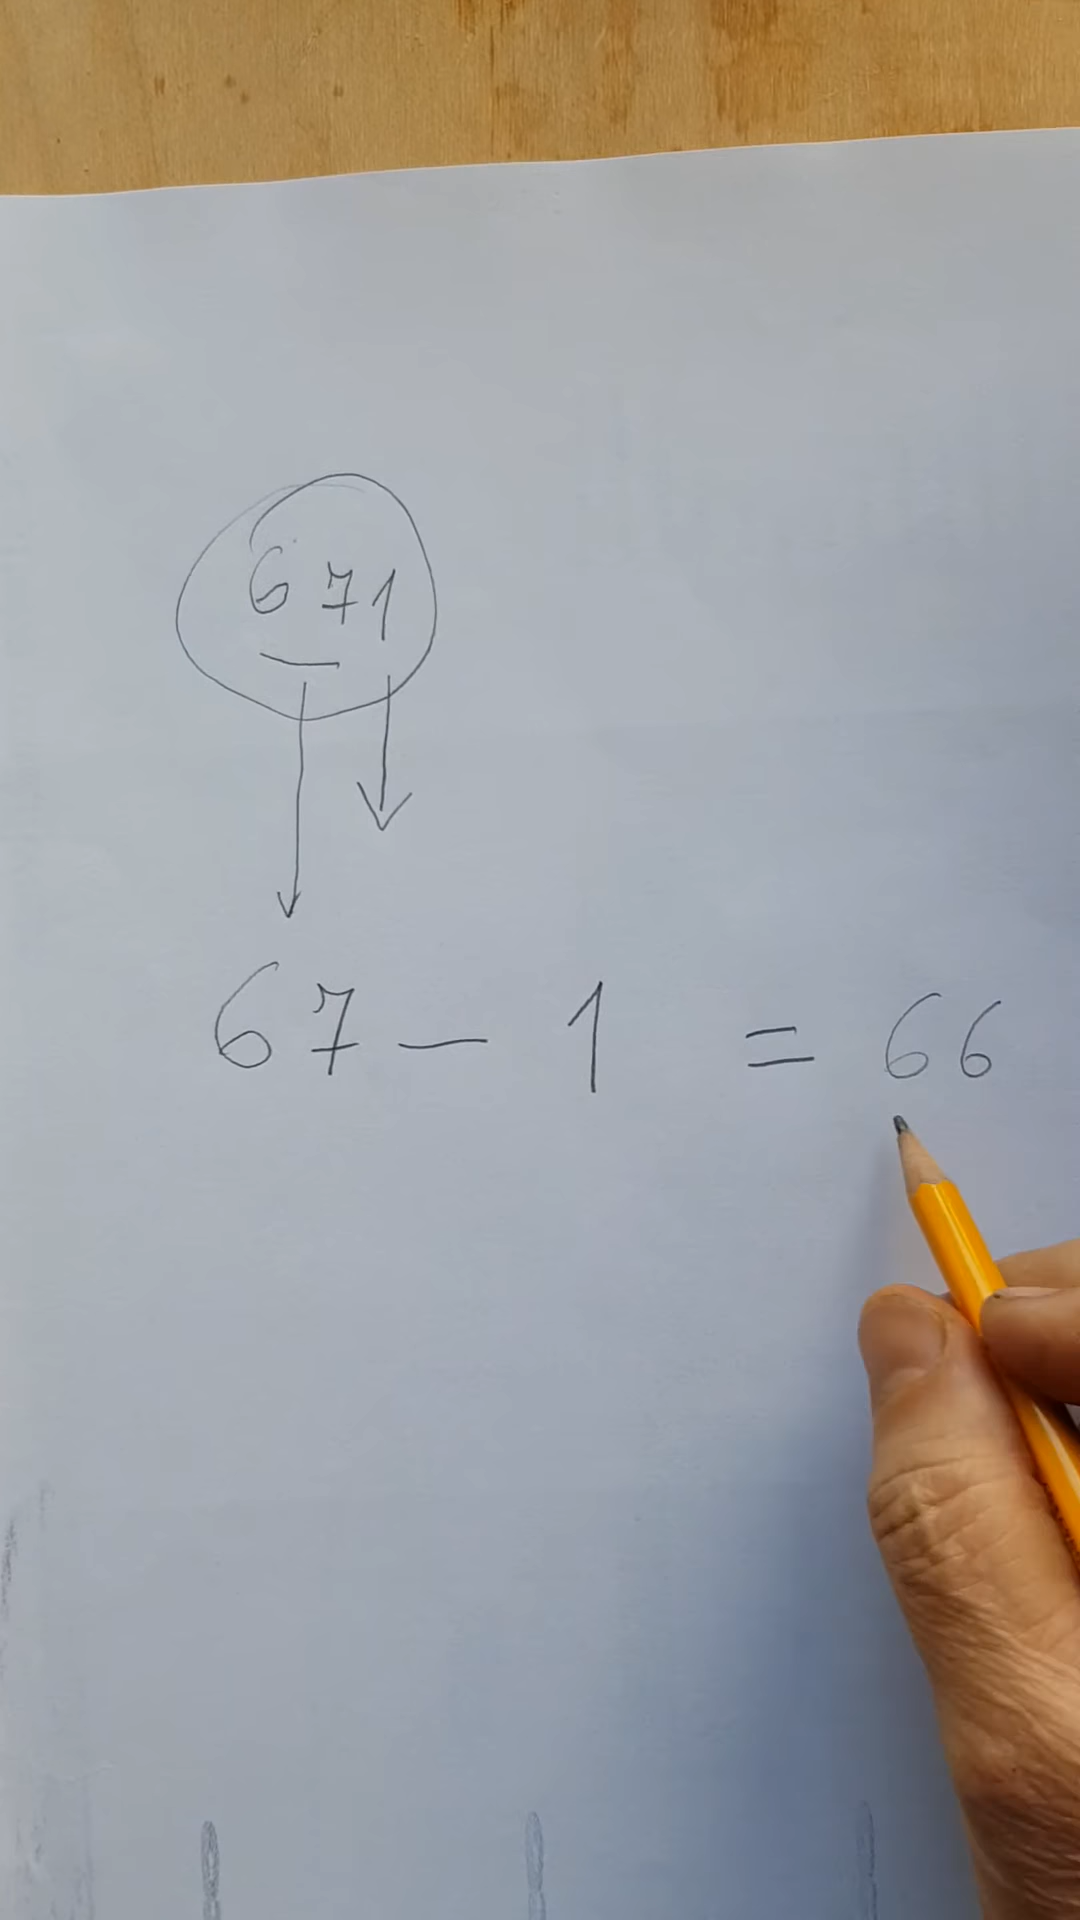 671
67 — 1 = 66